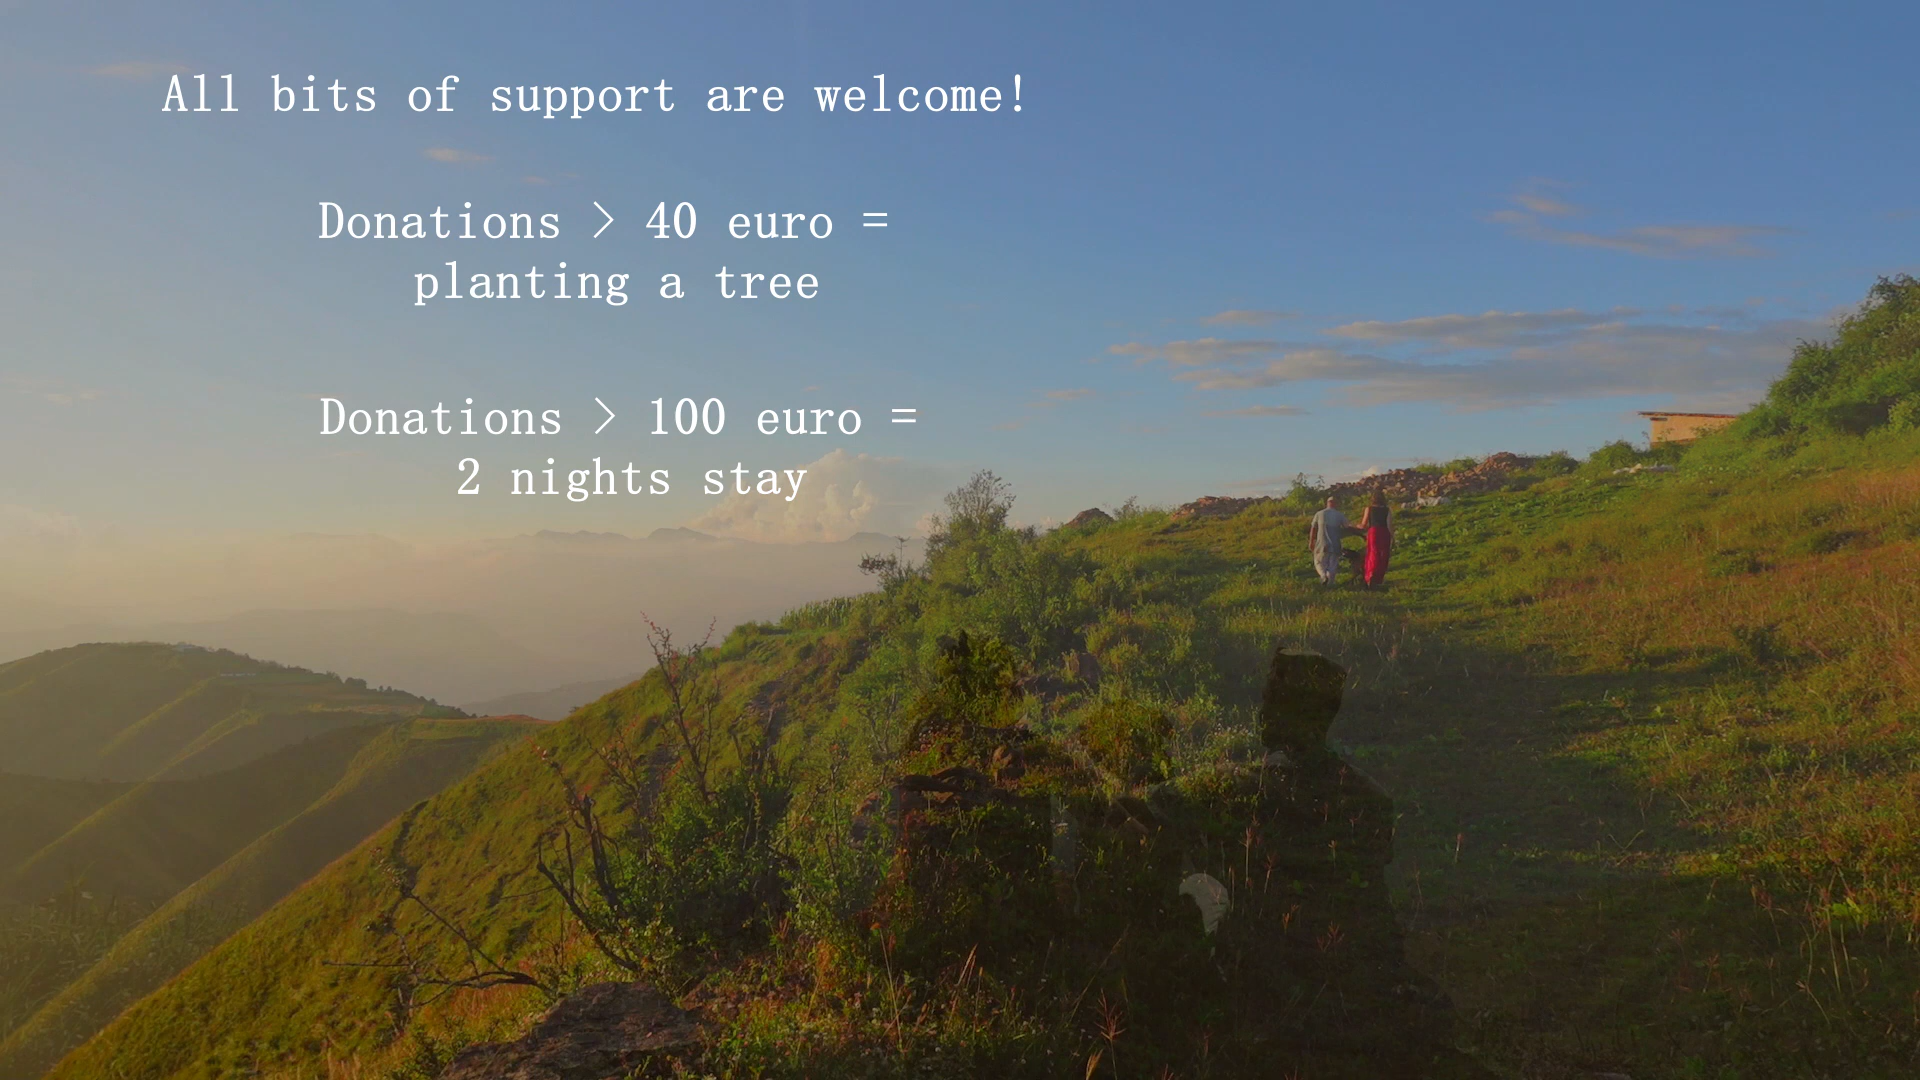 All bits of support are welcome!
Donations > 40 euro =
planting a tree
Donations > 100 euro =
2 nights stay